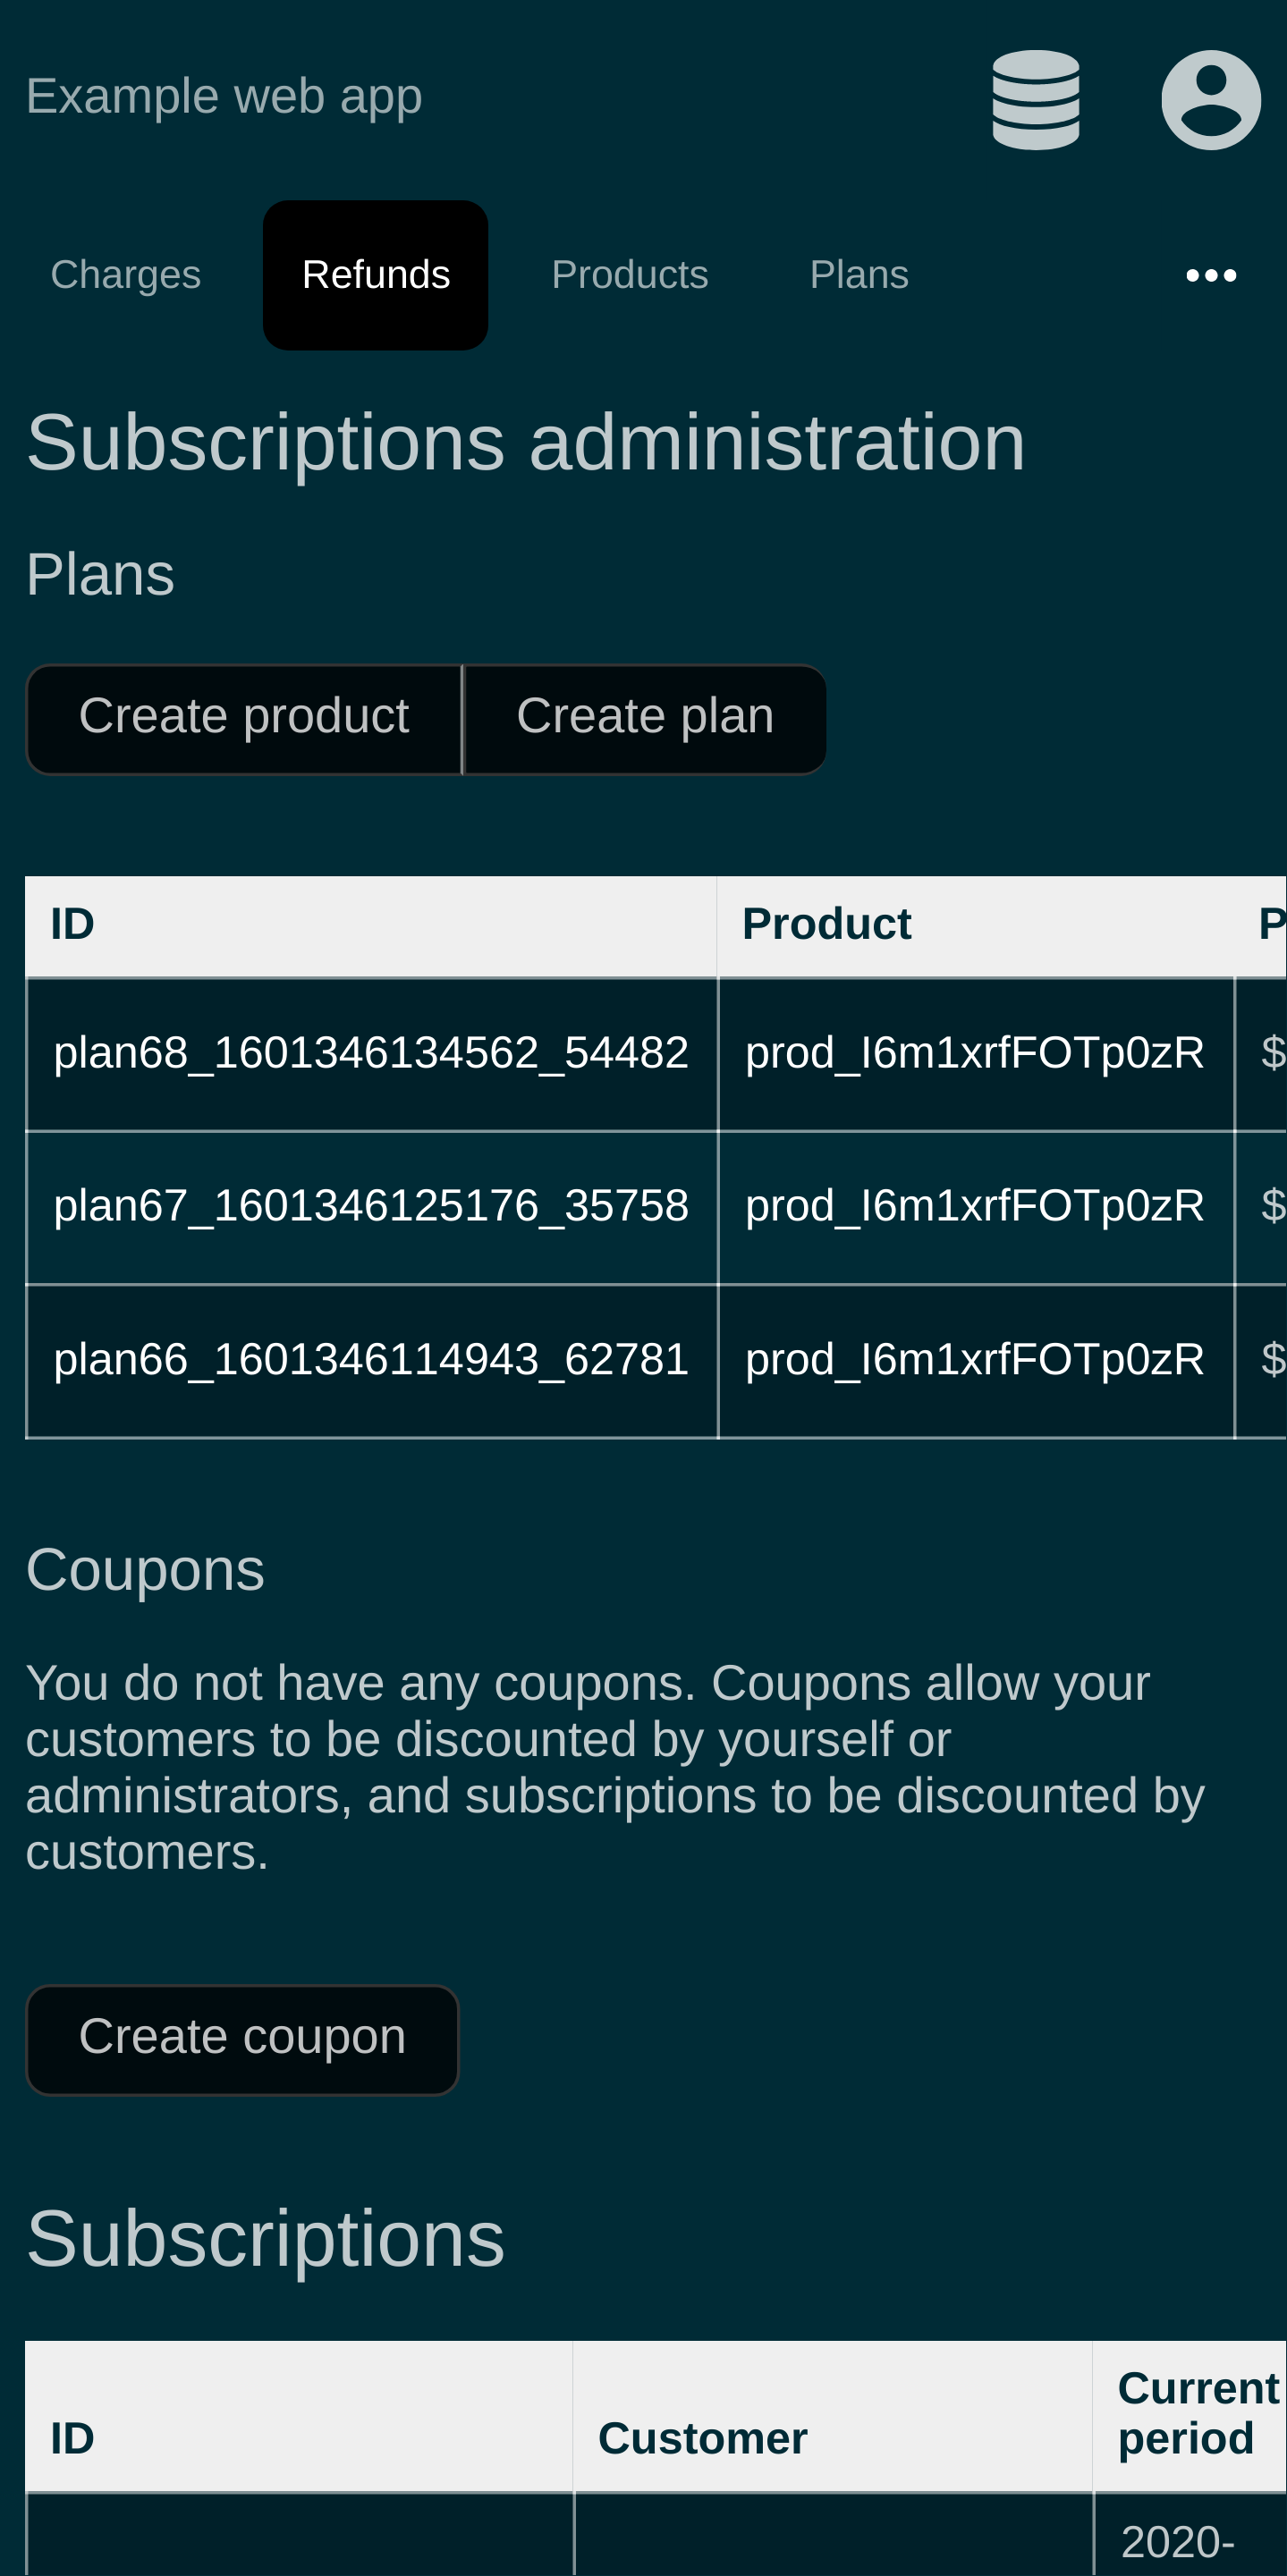 Example web app
Charges Refunds Products Plans
Subscriptions administration
Plans
Create product Create plan
ID Product P
plan68_1601346134562_54482 prod_I6m1xrfFOTp0zR $
plan67_1601346125176_35758 prod_I6m1xrfFOTp0zR $
plan66_1601346114943_62781 prod_I6m1xrfFOTp0zR $
Coupons
You do not have any coupons. Coupons allow your
customers to be discounted by yourself or
administrators, and subscriptions to be discounted by
customers.
Create coupon
Subscriptions
ID Customer Current period
2020-